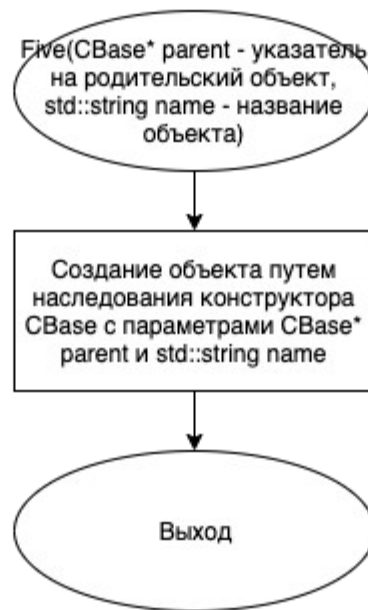 Five(CBase* parent - указатель
на родительский объект,
std::string name - название
объекта)
Создание объекта путем
наследования конструктора
CBase с параметрами CBase*
parent и std::string name
Выход